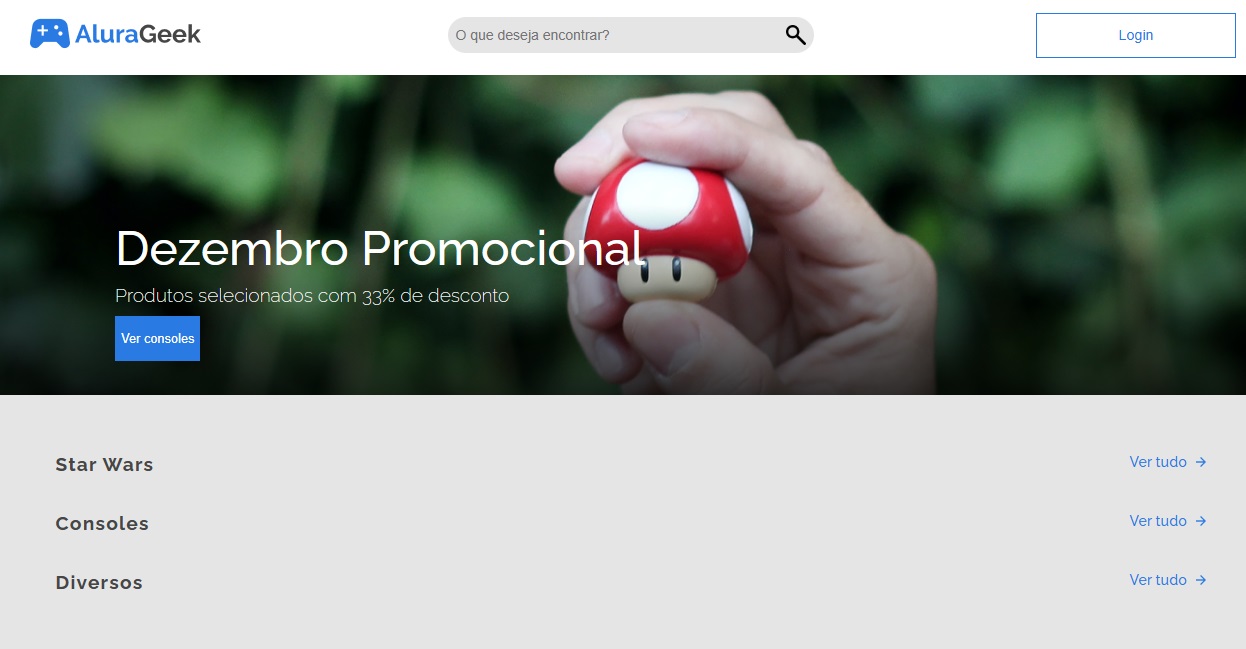 AluraGeek
O que deseja encontrar?
Login
Dezembro Promocional
Produtos selecionados com 33% de desconto
Ver consoles
Star Wars
Ver tudo →
Consoles
Ver tudo →
Diversos
Ver tudo →